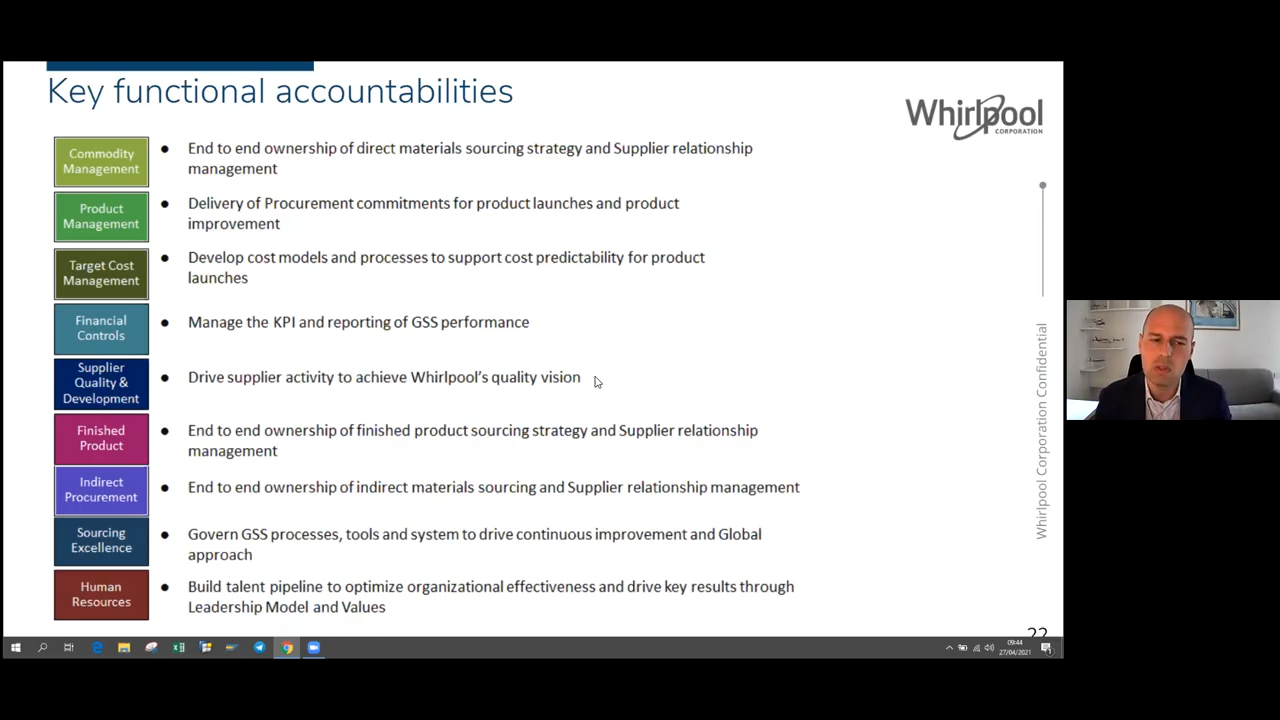 Key functional accountabilities
Whirlpool
CORPORATION
Commodity
Management
● End to end ownership of direct materials sourcing strategy and Supplier relationship
management
Product
Management
● Delivery of Procurement commitments for product launches and product
improvement
Target Cost
Management
● Develop cost models and processes to support cost predictability for product
launches
Financial
Controls
● Manage the KPI and reporting of GSS performance
Supplier
Quality &
Development
● Drive supplier activity to achieve Whirlpool's quality vision
Finished
Product
● End to end ownership of finished product sourcing strategy and Supplier relationship
management
Indirect
Procurement
● End to end ownership of indirect materials sourcing and Supplier relationship management
Sourcing
Excellence
● Govern GSS processes, tools and system to drive continuous improvement and Global
approach
Human
Resources
● Build talent pipeline to optimize organizational effectiveness and drive key results through
Leadership Model and Values
Whirlpool Corporation Confidential
22
09:44
27/04/2021